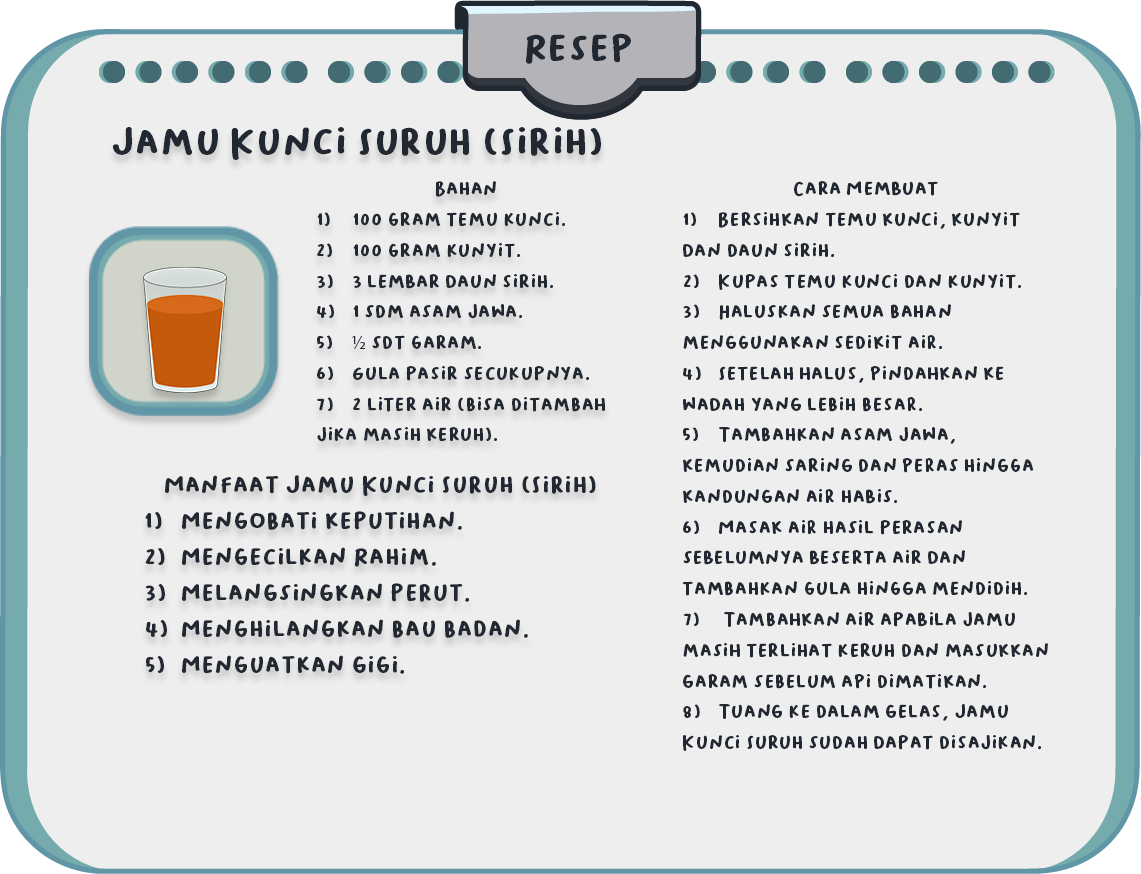 RESEP
JAMU KUNCI SURUH (SIRIH)
BAHAN
1) 100 GRAM TEMU KUNCI.
2) 100 GRAM KUNYIT.
3) 3 LEMBAR DAUN SIRIH.
4) 1 SDM ASAM JAWA.
5) ½ SDT GARAM.
6) GULA PASIR SECUKUPNYA.
7) 2 LITER AIR (BISA DITAMBAH
JIKA MASIH KERUH).
MANFAAT JAMU KUNCI SURUH (SIRIH)
1) MENGOBATI KEPUTIHAN.
2) MENGECILKAN RAHIM.
3) MELANGSINGKAN PERUT.
4) MENGHILANGKAN BAU BADAN.
5) MENGUATKAN GIGI.
CARA MEMBUAT
1) BERSIHKAN TEMU KUNCI, KUNYIT
DAN DAUN SIRIH.
2) KUPAS TEMU KUNCI DAN KUNYIT.
3) HALUSKAN SEMUA BAHAN
MENGGUNAKAN SEDIKIT AIR.
4) SETELAH HALUS, PINDAHKAN KE
WADAH YANG LEBIH BESAR.
5) TAMBAHKAN ASAM JAWA,
KEMUDIAN SARING DAN PERAS HINGGA
KANDUNGAN AIR HABIS.
6) MASAK AIR HASIL PERASAN
SEBELUMNYA BESERTA AIR DAN
TAMBAHKAN GULA HINGGA MENDIDIH.
7) TAMBAHKAN AIR APABILA JAMU
MASIH TERLIHAT KERUH DAN MASUKKAN
GARAM SEBELUM API DIMATIKAN.
8) TUANG KE DALAM GELAS, JAMU
KUNCI SURUH SUDAH DAPAT DISAJIKAN.